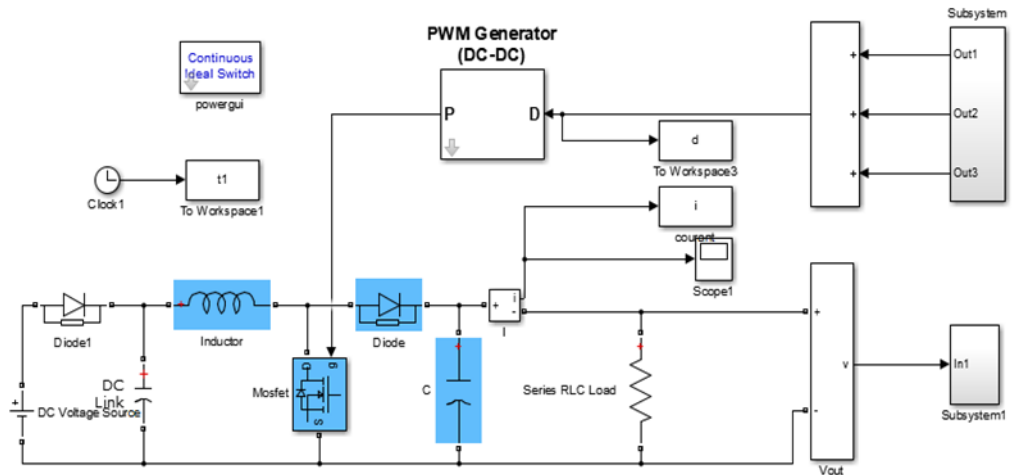 PWM Generator
(DC-DC)
Subsystem
Continuous
Ideal Switch
powergui
P
D
+
+
+
Out1
Out2
Out3
d
To Workspace3
t1
Clock1
To Workspace1
i
courant
Scope1
Diode1
+
Inductor
Diode
+
+
i
-
I
+
+
v
-
Vout
In1
Subsystem1
+
DC
Link
+
DC Voltage Source
Mosfet
D
g
S
C
Series RLC Load